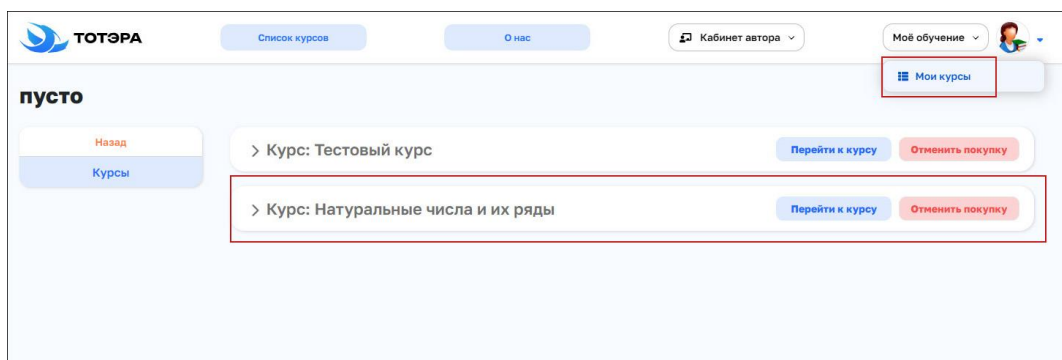 ТОТЭРА
Список курсов
О нас
Кабинет автора
Моё обучение
Мои курсы
пусто
Назад
Курсы
Курс: Тестовый курс
Перейти к курсу
Отменить покупку
Курс: Натуральные числа и их ряды
Перейти к курсу
Отменить покупку